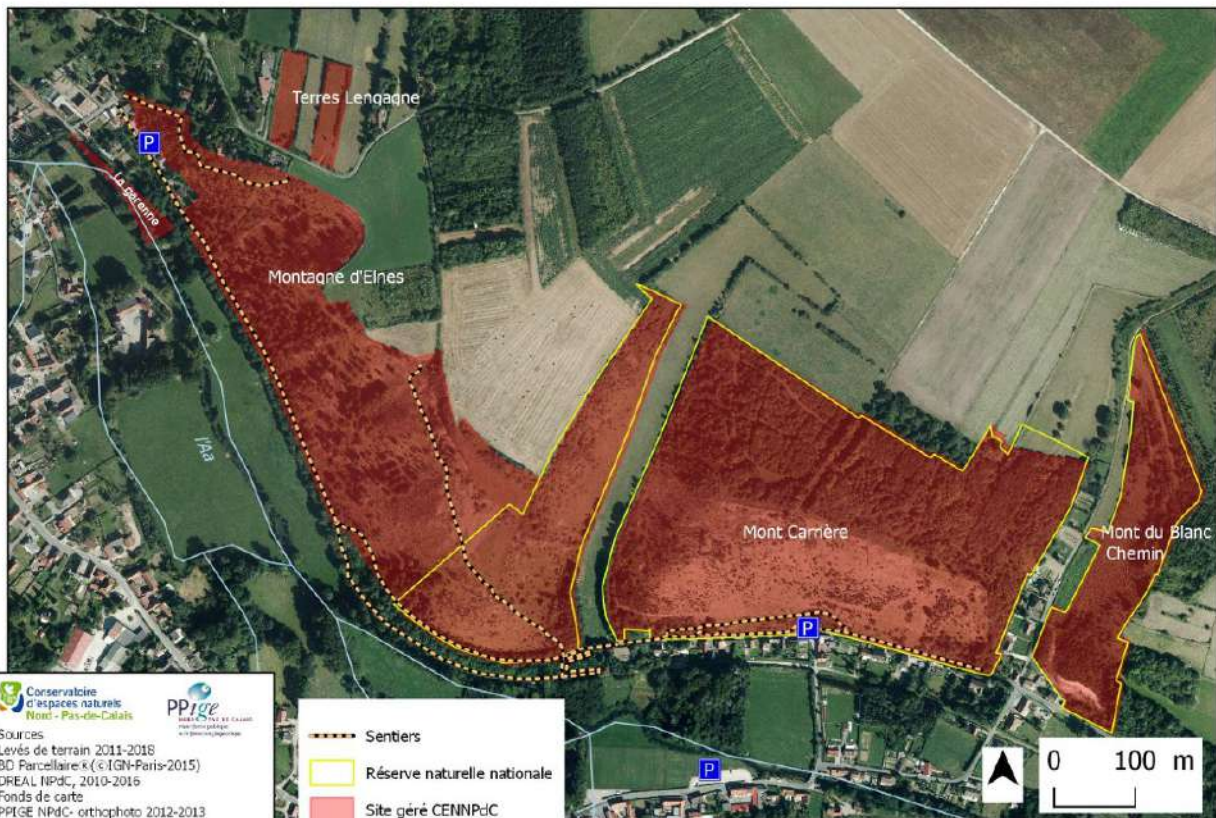 Terres Lengagne
P
La garenne
Montagne d'Elnes
l'Aa
Mont Carrière
Mont du Blanc
Chemin
P
P
Conservatoire
d'espaces naturels
Nord - Pas-de-Calais
PPige
Sources
Levés de terrain 2011-2018
BD Parcellaire®(©IGN-Paris-2015)
DREAL NPdC, 2010-2016
Fonds de carte
PPIGE NPdC- orthophoto 2012-2013
Sentiers
Réserve naturelle nationale
Site géré CENNPdC
0 100 m